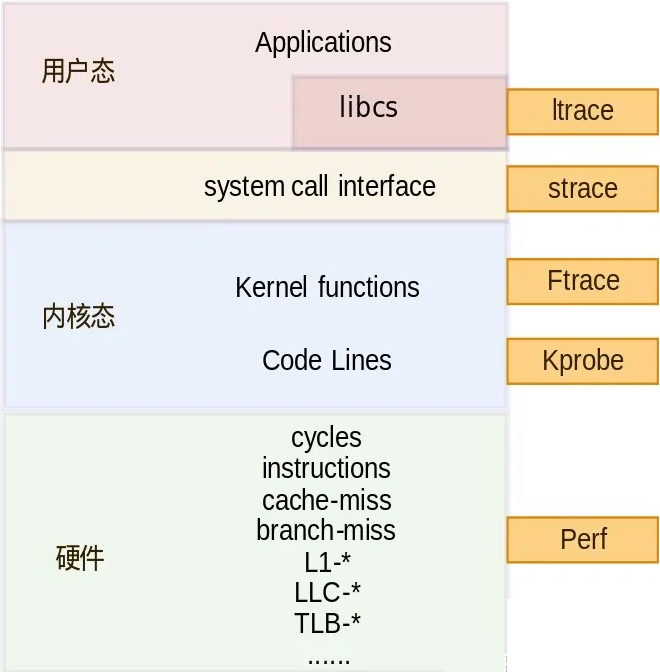 Applications
用户态
libcs
ltrace
system call interface
strace
Kernel functions
Ftrace
内核态
Code Lines
Kprobe
cycles
instructions
cache-miss
branch-miss
Perf
硬件
L1-*
LLC-*
TLB-*
......